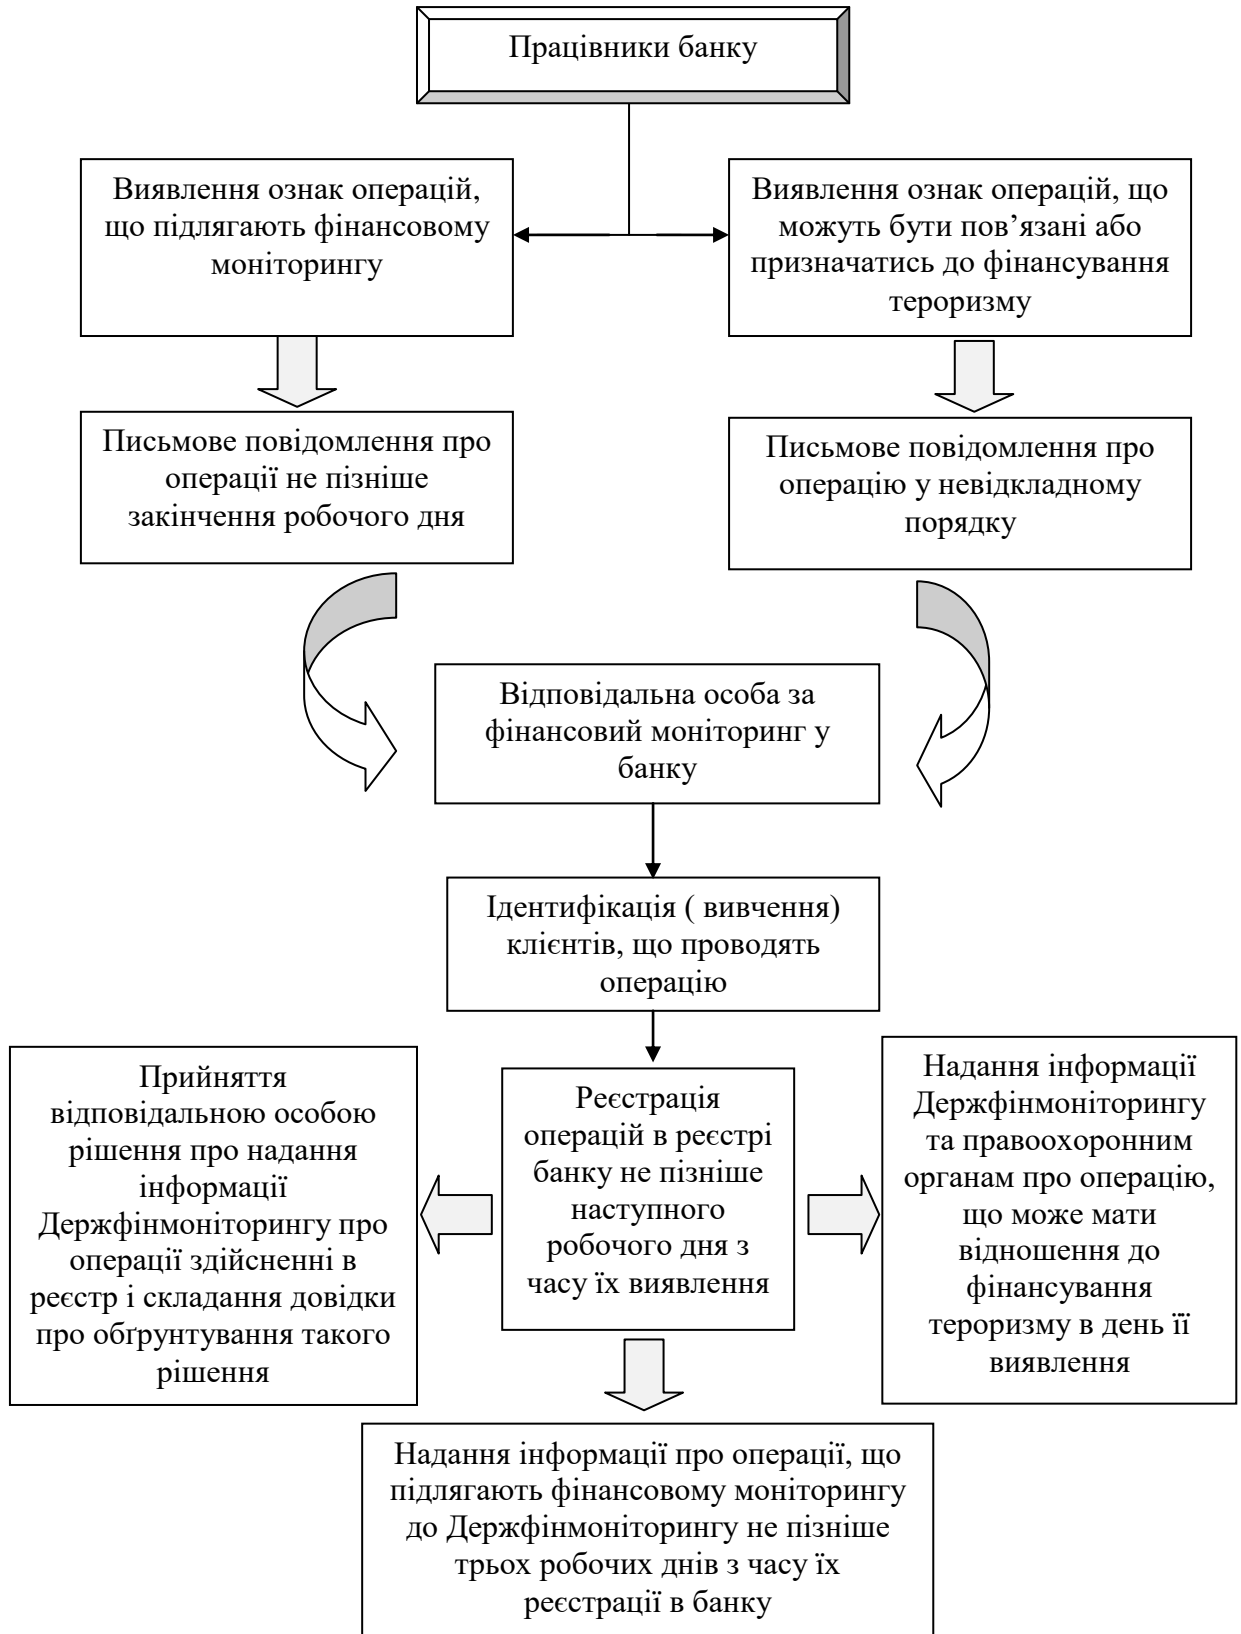 Працівники банку
Виявлення ознак операцій,
що підлягають фінансовому
моніторингу
Виявлення ознак операцій, що
можуть бути пов’язані або
призначатись до фінансування
тероризму
Письмове повідомлення про
операції не пізніше
закінчення робочого дня
Письмове повідомлення про
операцію у невідкладному
порядку
Відповідальна особа за
фінансовий моніторинг у
банку
Ідентифікація ( вивчення)
клієнтів, що проводять
операцію
Прийняття
відповідальною особою
рішення про надання
інформації
Держфінмоніторингу про
операції здійсненні в
реєстр і складання довідки
про обґрунтування такого
рішення
Реєстрація
операцій в реєстрі
банку не пізніше
наступного
робочого дня з
часу їх виявлення
Надання інформації
Держфінмоніторингу
та правоохоронним
органам про операцію,
що може мати
відношення до
фінансування
тероризму в день її
виявлення
Надання інформації про операції, що
підлягають фінансовому моніторингу
до Держфінмоніторингу не пізніше
трьох робочих днів з часу їх
реєстрації в банку